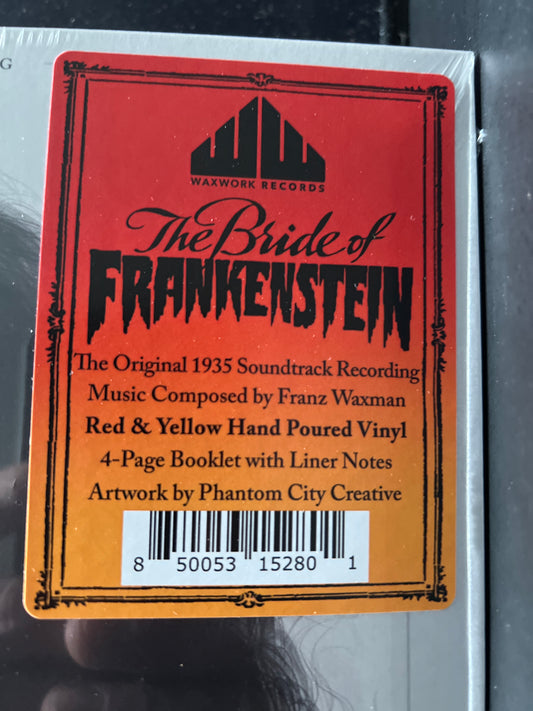 G
WW
WAXWORK RECORDS
The Bride of
FRANKENSTEIN
The Original 1935 Soundtrack Recording
Music Composed by Franz Waxman
Red & Yellow Hand Poured Vinyl
4-Page Booklet with Liner Notes
Artwork by Phantom City Creative
8 50053 15280 1